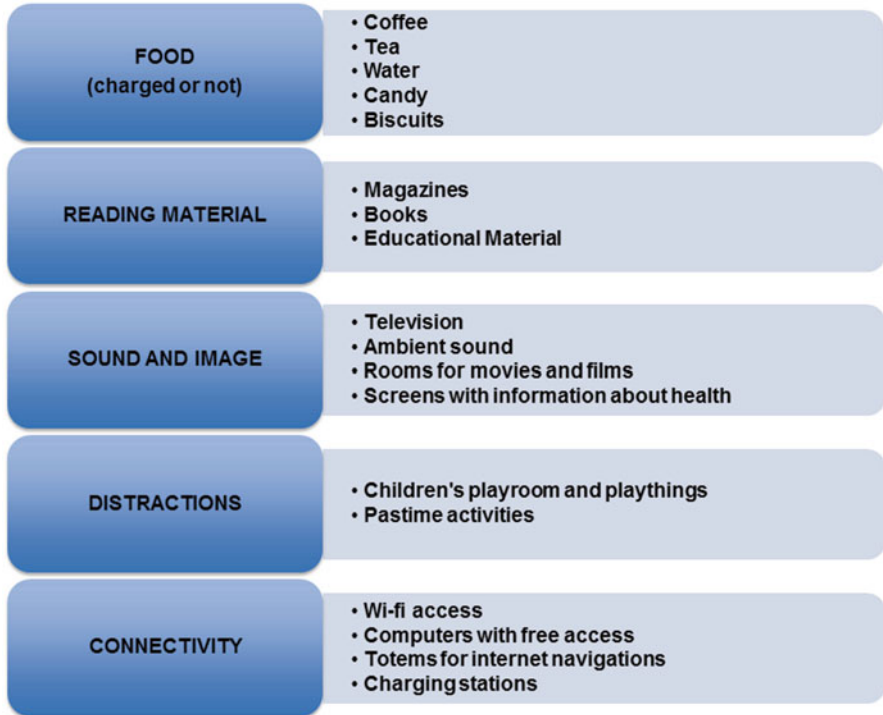 FOOD
(charged or not)
• Coffee
• Tea
• Water
• Candy
• Biscuits
READING MATERIAL
• Magazines
• Books
• Educational Material
SOUND AND IMAGE
• Television
• Ambient sound
• Rooms for movies and films
• Screens with information about health
DISTRACTIONS
• Children's playroom and playthings
• Pastime activities
CONNECTIVITY
• Wi-fi access
• Computers with free access
• Totems for internet navigations
• Charging stations